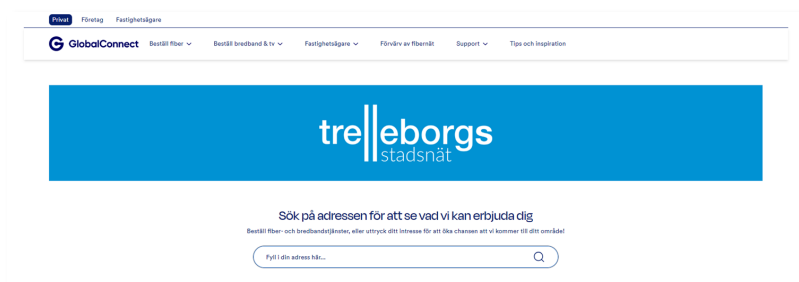 Privat Företag Fastighetsägare
GlobalConnect Beställ fiber Beställ bredband & tv Fastighetsägare Förvärv av fibernät Support Tips och inspiration
trelleborgs
stadsnät
Sök på adressen för att se vad vi kan erbjuda dig
Beställ fiber- och bredbandstjänster, eller uttryck ditt intresse för att öka chansen att vi kommer till ditt område!
Fyll i din adress här...